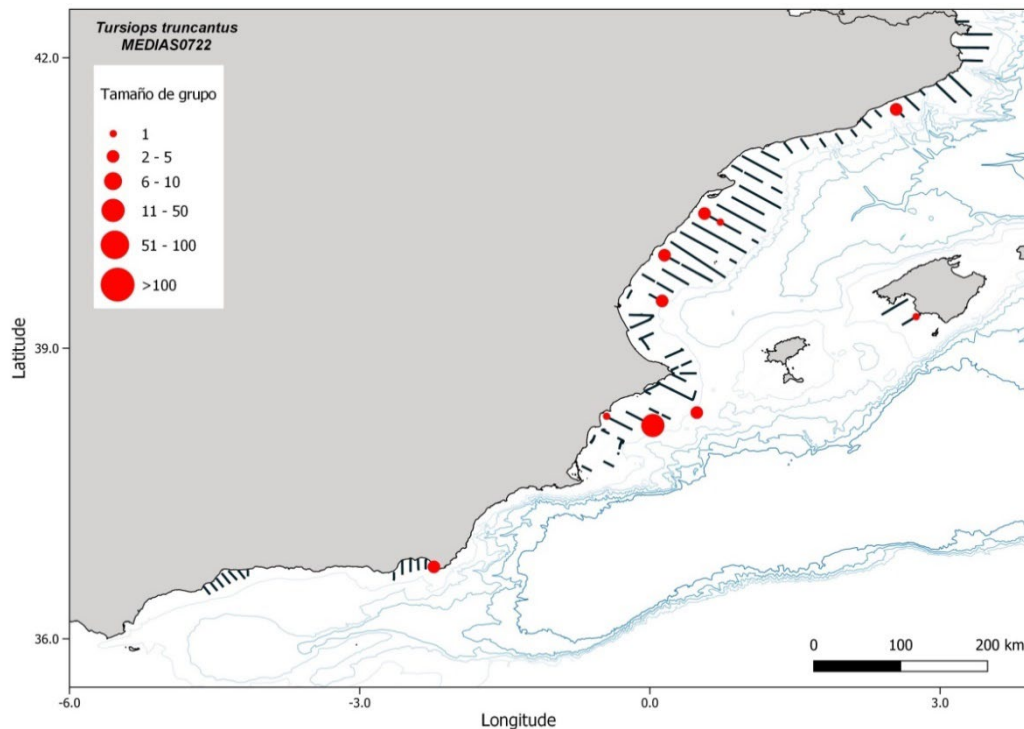 Tursiops truncantus
MEDIAS0722
Tamaño de grupo
1
2 - 5
6 - 10
11 - 50
51 - 100
>100
42.0
39.0
36.0
Latitude
-6.0
-3.0
0.0
3.0
Longitude
0
100
200 km